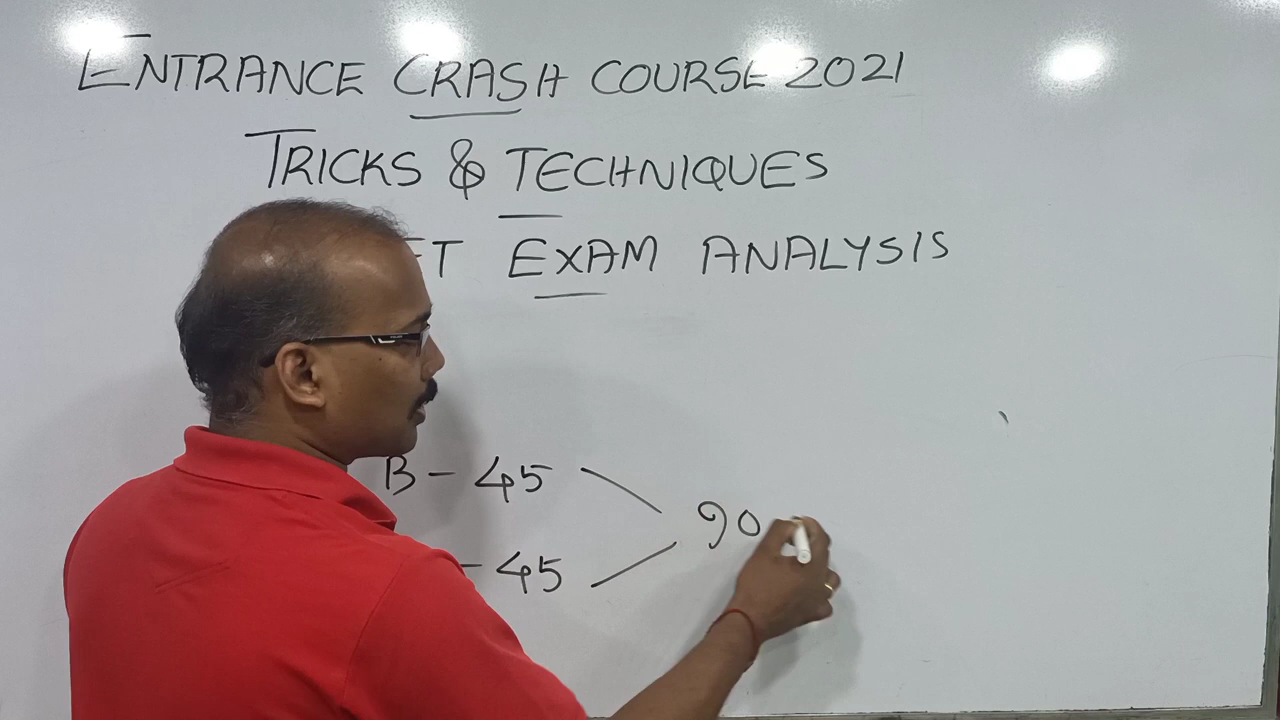 ENTRANCE CRASH COURSE 2021
TRICKS & TECHNIQUES
EXAM ANALYSIS
B - 45
90
- 45